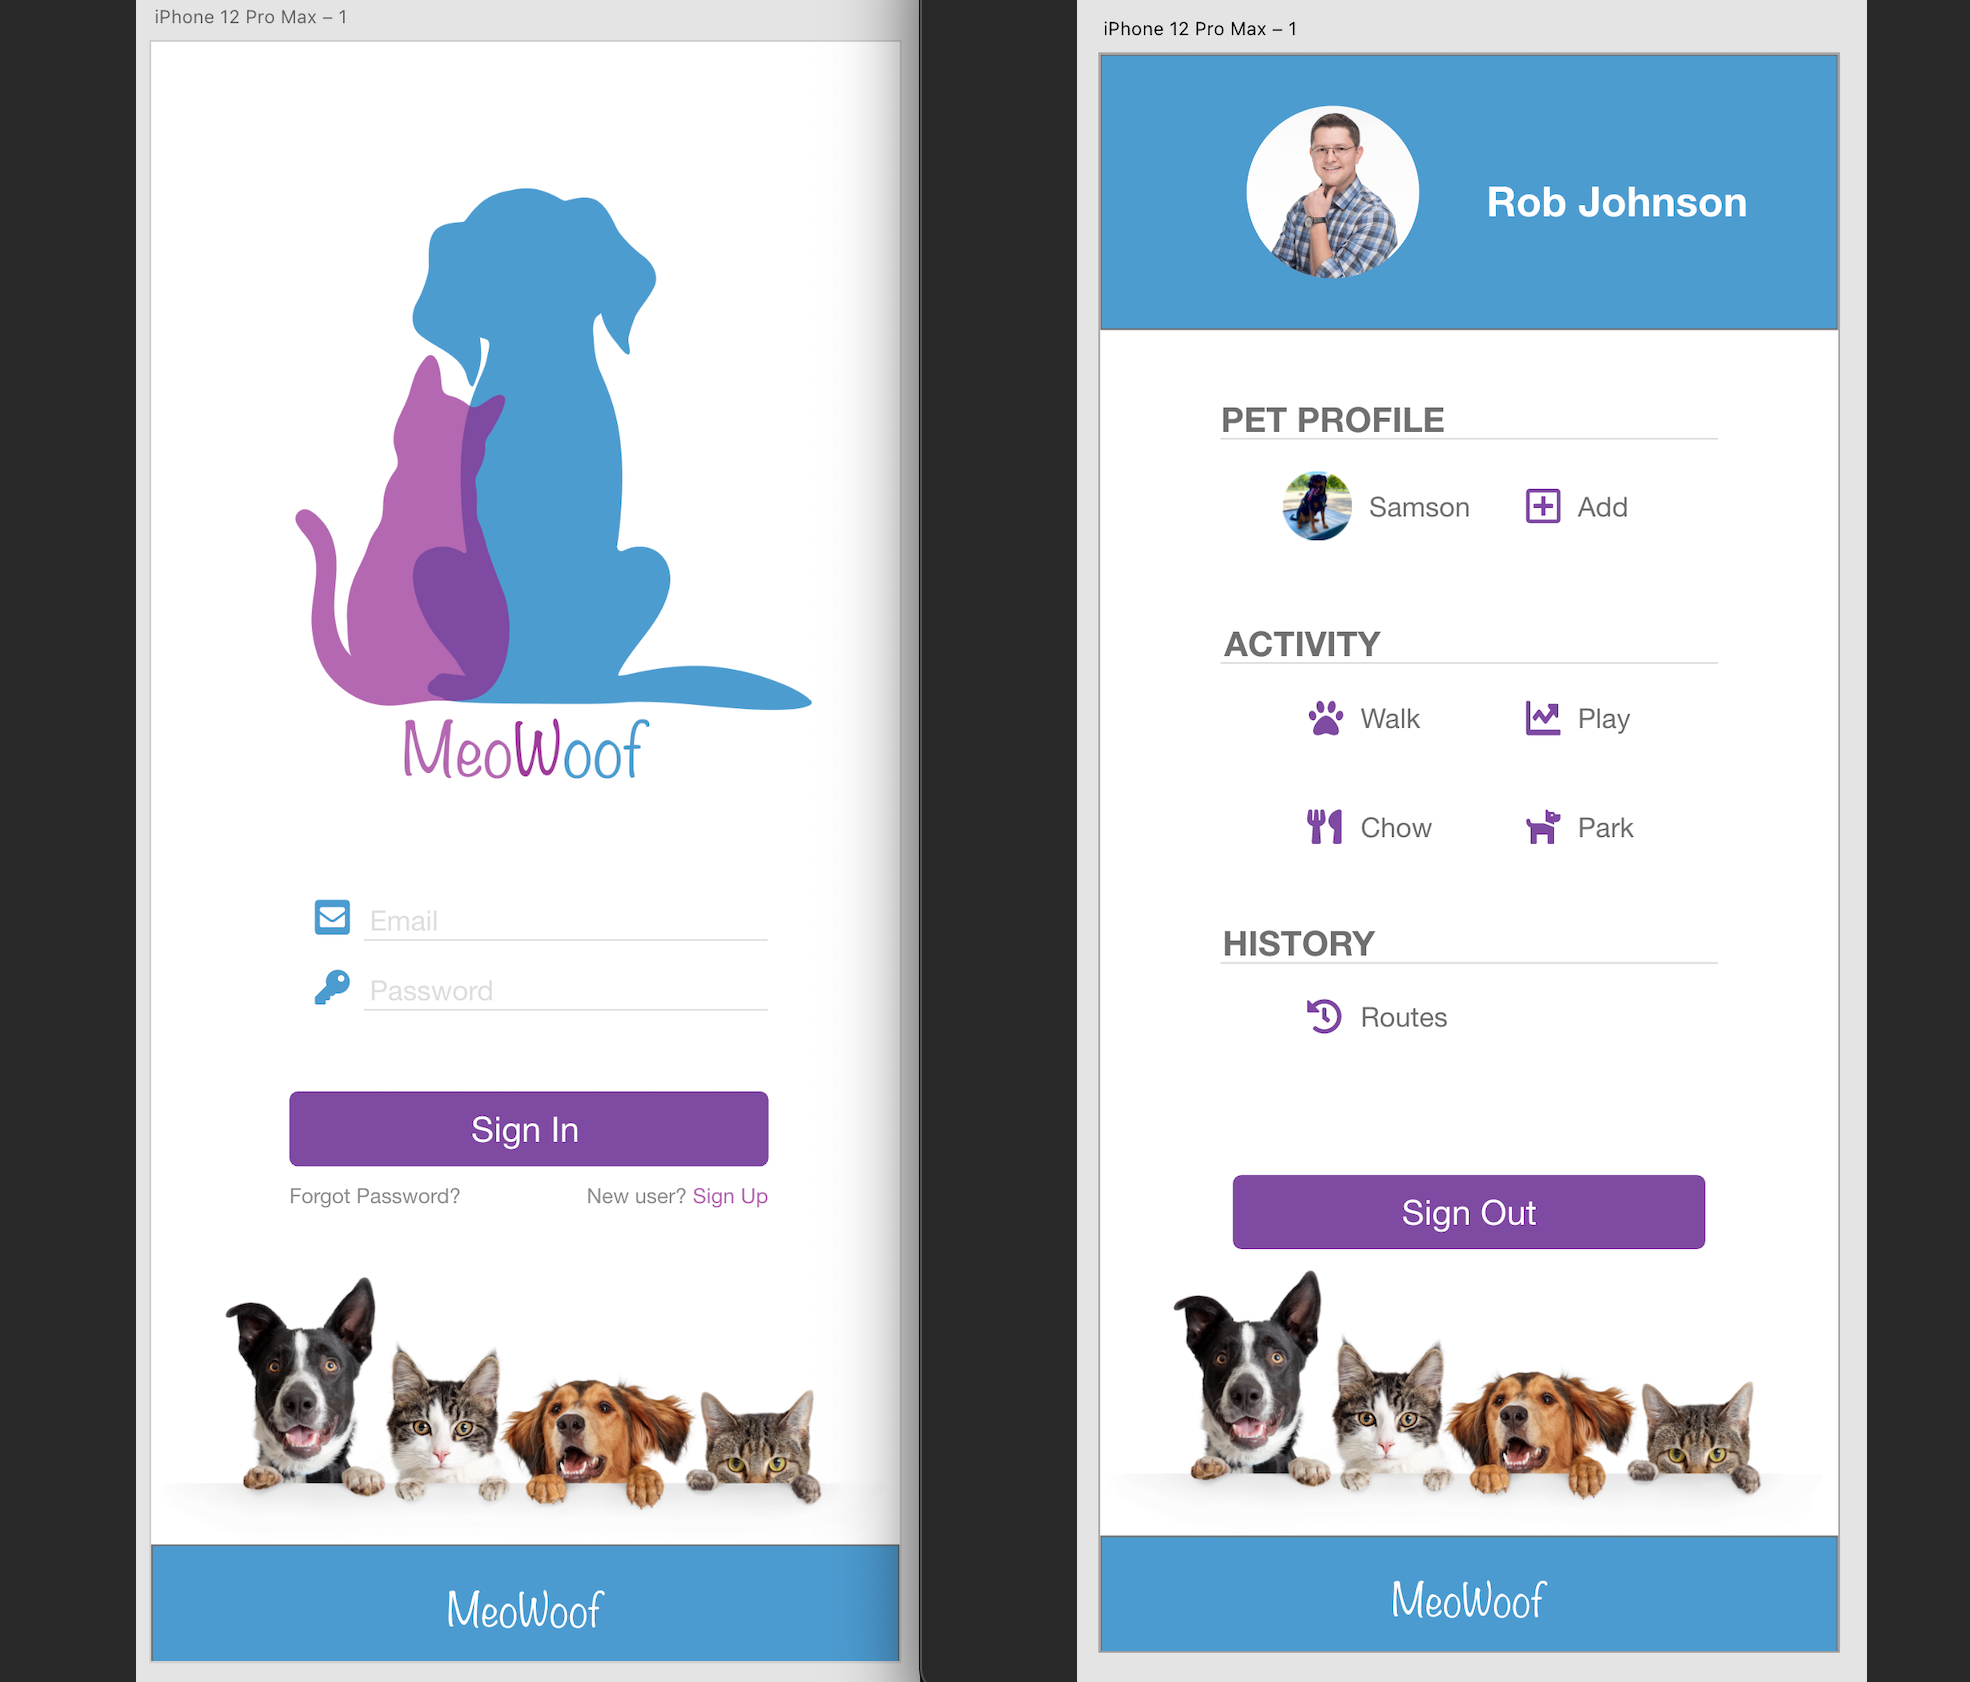 iPhone 12 Pro Max – 1
MeoWoof
Email
Password
Sign In
Forgot Password?
New user? Sign Up
MeoWoof
iPhone 12 Pro Max – 1
Rob Johnson
PET PROFILE
Samson
Add
ACTIVITY
Walk
Play
Chow
Park
HISTORY
Routes
Sign Out
MeoWoof